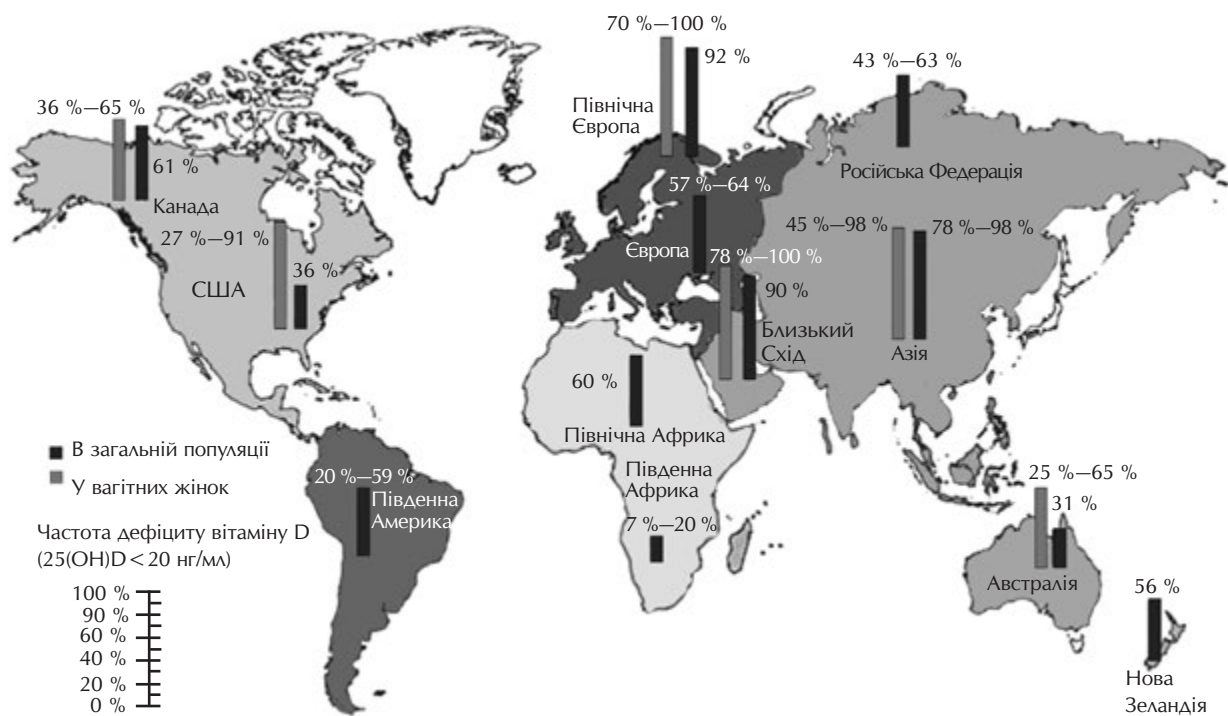 70 %—100 %
92 %
Північна
Європа
43 %—63 %
Російська Федерація
36 %—65 %
61 %
Канада
27 %—91 %
36 %
США
57 %—64 %
Європа
78 %—100 %
90 %
Близький
Схід
45 %—98 %
78 %—98 %
Азія
60 %
Північна Африка
Південна
Африка
7 %—20 %
20 %—59 %
Південна
Америка
25 %—65 %
31 %
Австралія
56 %
Нова
Зеландія
В загальній популяції
У вагітних жінок
Частота дефіциту вітаміну D
(25(ОН)D < 20 нг/мл)
100 %
90 %
60 %
40 %
20 %
0 %